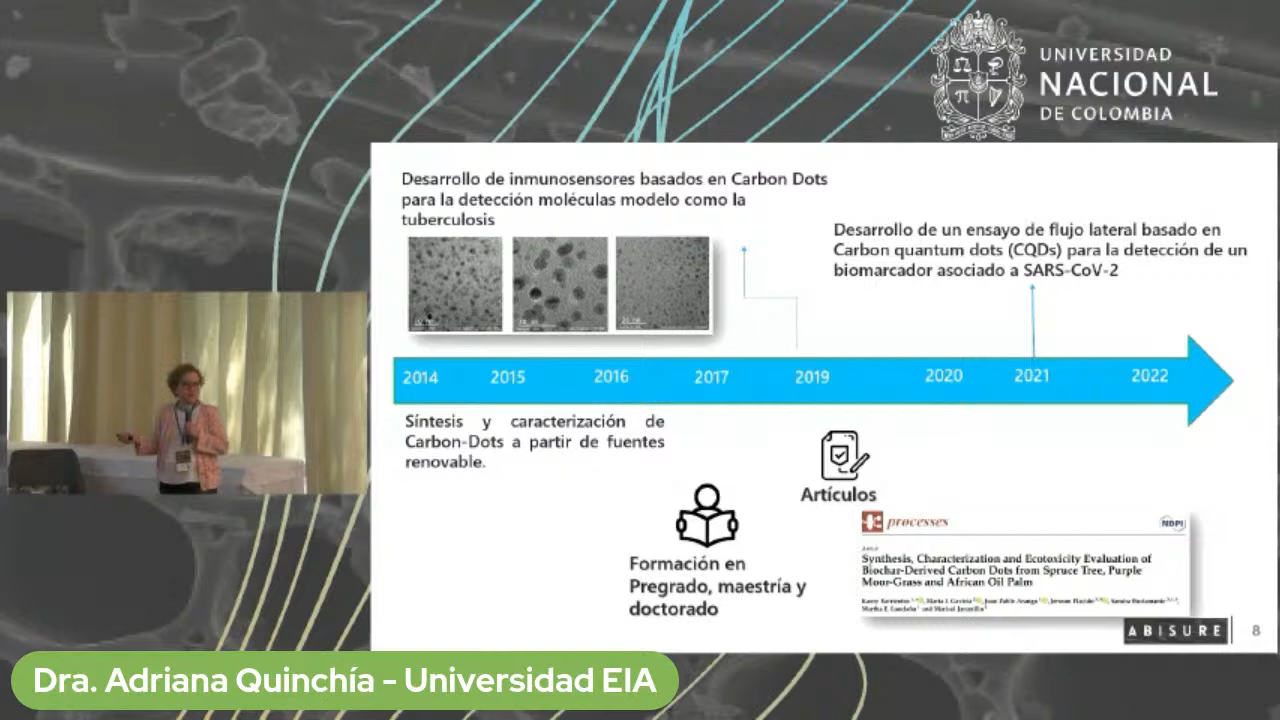 UNIVERSIDAD
NACIONAL
DE COLOMBIA
Desarrollo de inmunosensores basados en Carbon Dots
para la detección moléculas modelo como la
tuberculosis
Desarrollo de un ensayo de flujo lateral basado en
Carbon quantum dots (CQDs) para la detección de un
biomarcador asociado a SARS-CoV-2
2014 2015 2016 2017 2019 2020 2021 2022
Síntesis y caracterización de
Carbon-Dots a partir de fuentes
renovable.
Artículos
Formación en
Pregrado, maestría y
doctorado
processes
MDPI
Synthesis, Characterization and Ecotoxicity Evaluation of
Biochar-Derived Carbon Dots from Spruce Tree, Purple
Moor-Grass and African Oil Palm
ABISURE
8
Dra. Adriana Quinchía - Universidad EIA